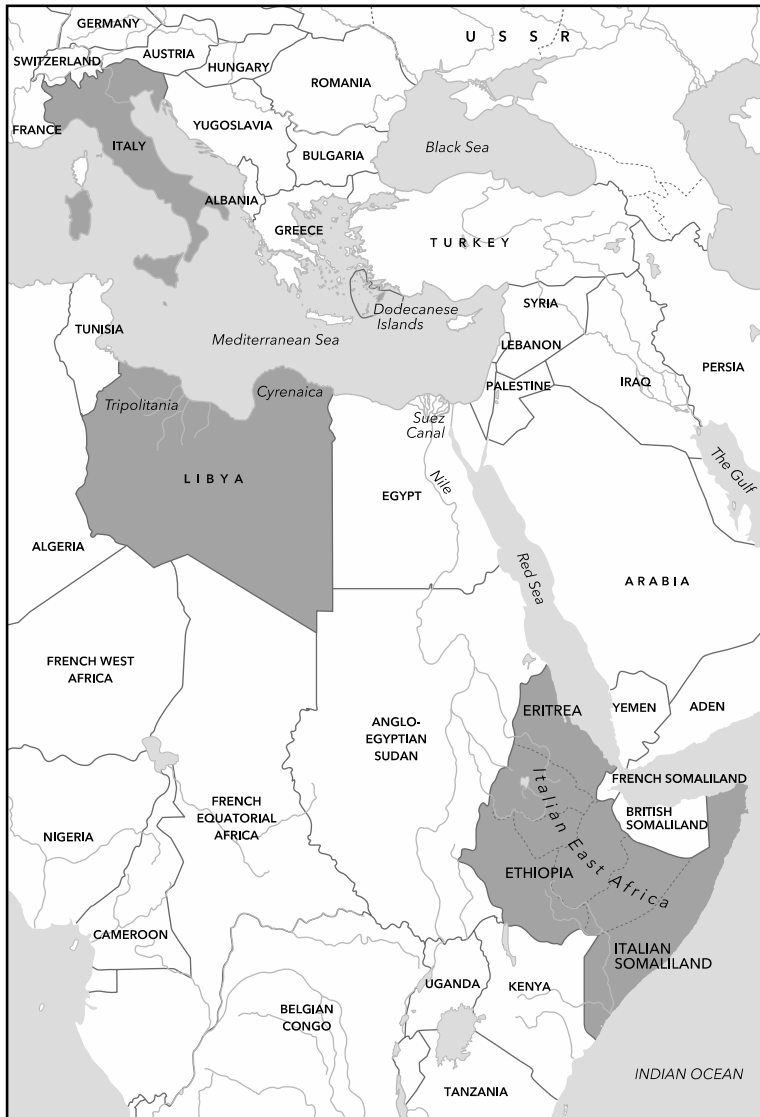 GERMANY
U S S R
AUSTRIA
SWITZERLAND
HUNGARY
ROMANIA
FRANCE
YUGOSLAVIA
ITALY
Black Sea
BULGARIA
ALBANIA
GREECE
TURKEY
Dodecanese
Islands
SYRIA
TUNISIA
Mediterranean Sea
LEBANON
PERSIA
PALESTINE
IRAQ
Tripolitania
Cyrenaica
Suez
Canal
The Gulf
LIBYA
EGYPT
Nile
ALGERIA
Red Sea
ARABIA
FRENCH WEST
AFRICA
ERITREA
YEMEN
ADEN
ANGLO-
EGYPTIAN
SUDAN
FRENCH SOMALILAND
Italian East Africa
FRENCH
EQUATORIAL
AFRICA
BRITISH
SOMALILAND
NIGERIA
ETHIOPIA
CAMEROON
ITALIAN
SOMALILAND
UGANDA
KENYA
BELGIAN
CONGO
INDIAN OCEAN
TANZANIA